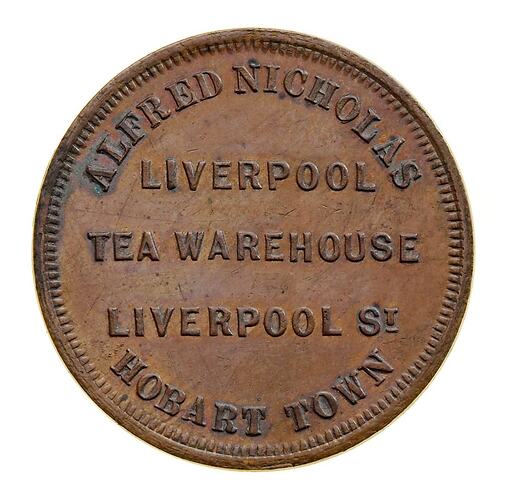 ALFRED NICHOLAS
LIVERPOOL
TEA WAREHOUSE
LIVERPOOL ST
HOBART TOWN